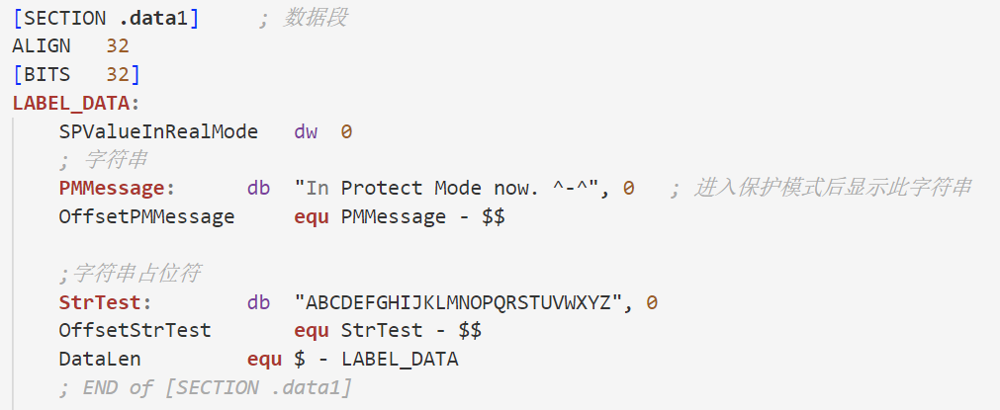 [SECTION .data1]     ; 数据段
ALIGN   32
[BITS   32]
LABEL_DATA:
    SPValueInRealMode   dw  0
    ; 字符串
    PMMessage:      db  "In Protect Mode now. ^-^", 0   ; 进入保护模式后显示此字符串
    OffsetPMMessage     equ PMMessage - $$

    ;字符串占位符
    StrTest:        db  "ABCDEFGHIJKLMNOPQRSTUVWXYZ", 0
    OffsetStrTest       equ StrTest - $$
    DataLen         equ $ - LABEL_DATA
    ; END of [SECTION .data1]